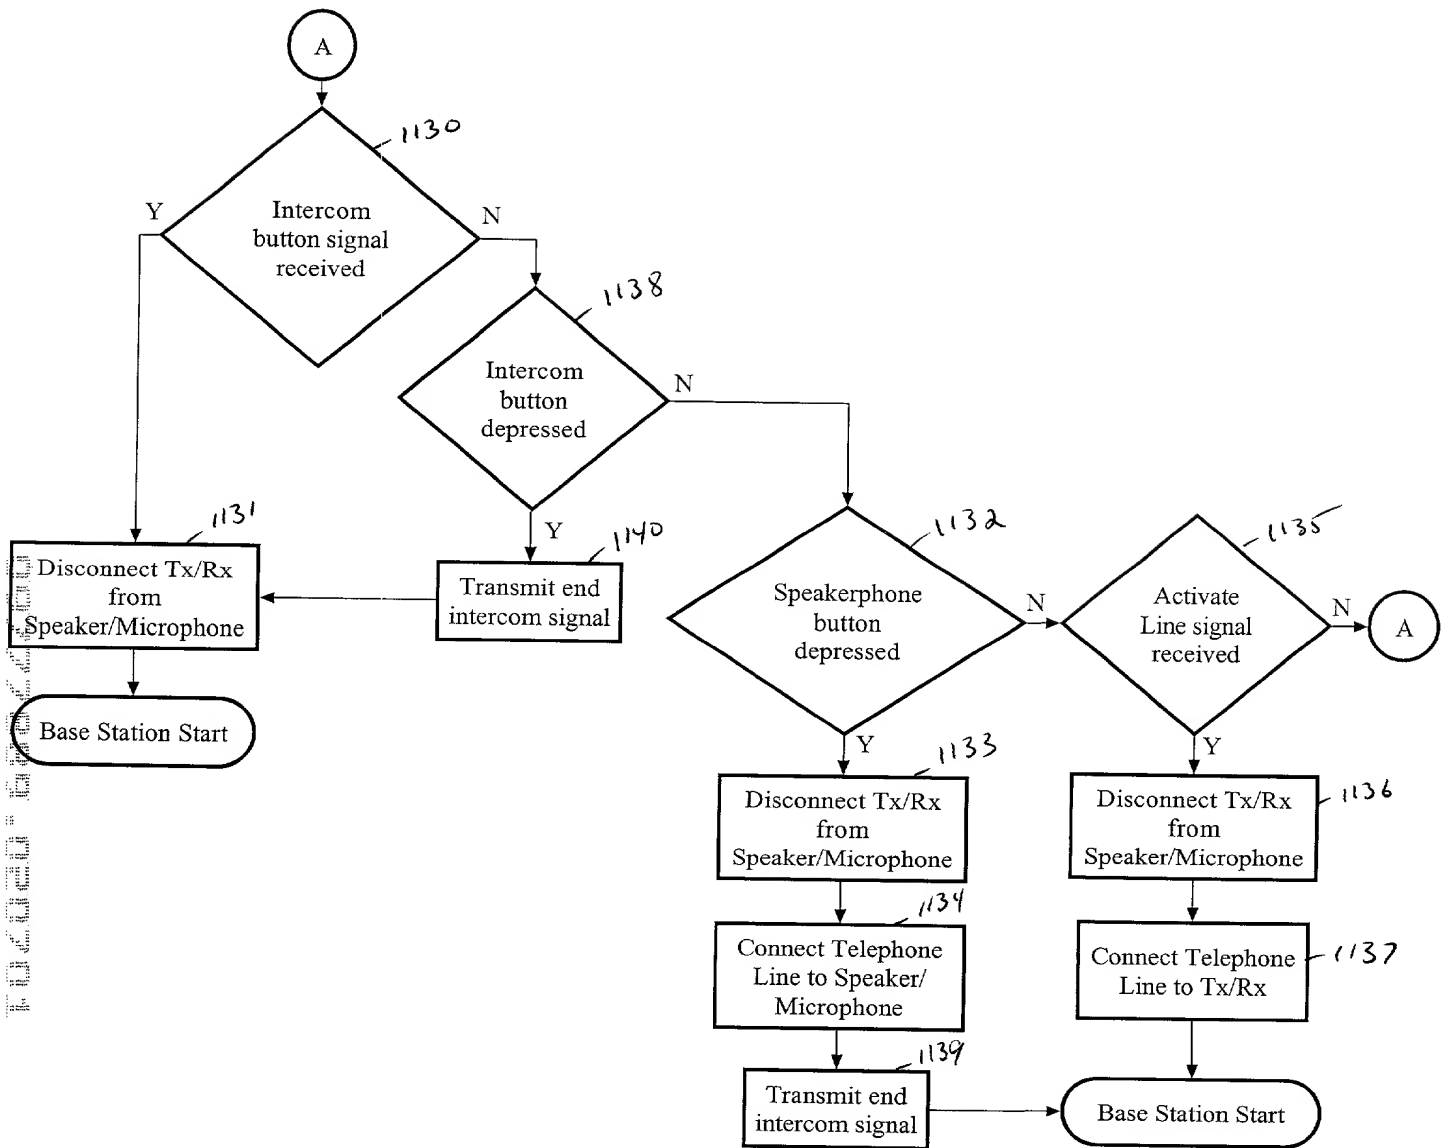 A
1130
Y
N
Intercom
button signal
received
1138
Intercom
button
depressed
N
Y
1131
Disconnect Tx/Rx
from
Speaker/Microphone
1140
Transmit end
intercom signal
1132
Speakerphone
button
depressed
N
1135
Activate
Line signal
received
N
A
Base Station Start
Y
1133
Disconnect Tx/Rx
from
Speaker/Microphone
Y
1136
Disconnect Tx/Rx
from
Speaker/Microphone
1134
Connect Telephone
Line to Speaker/
Microphone
1137
Connect Telephone
Line to Tx/Rx
1139
Transmit end
intercom signal
Base Station Start